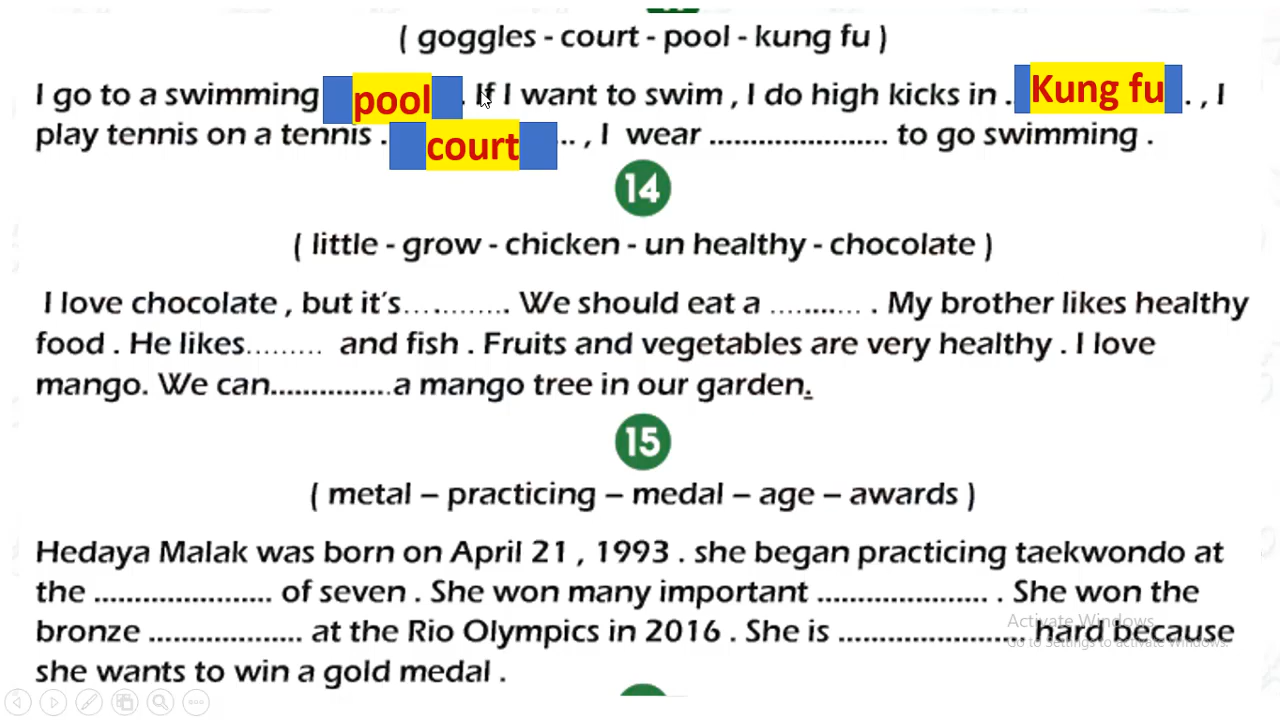 ( goggles - court - pool - kung fu )
I go to a swimming pool . If I want to swim , I do high kicks in . Kung fu . , I
play tennis on a tennis . court .. , I wear ...................... to go swimming .
14
( little - grow - chicken - un healthy - chocolate )
I love chocolate , but it's............. We should eat a ............ . My brother likes healthy
food . He likes......... and fish . Fruits and vegetables are very healthy . I love
mango. We can................a mango tree in our garden.
15
( metal – practicing – medal – age – awards )
Hedaya Malak was born on April 21 , 1993 . she began practicing taekwondo at
the ...................... of seven . She won many important ..................... . She won the
bronze ................... at the Rio Olympics in 2016 . She is ....................... hard because
she wants to win a gold medal .
Activate Windows
Go to Settings to activate Windows.